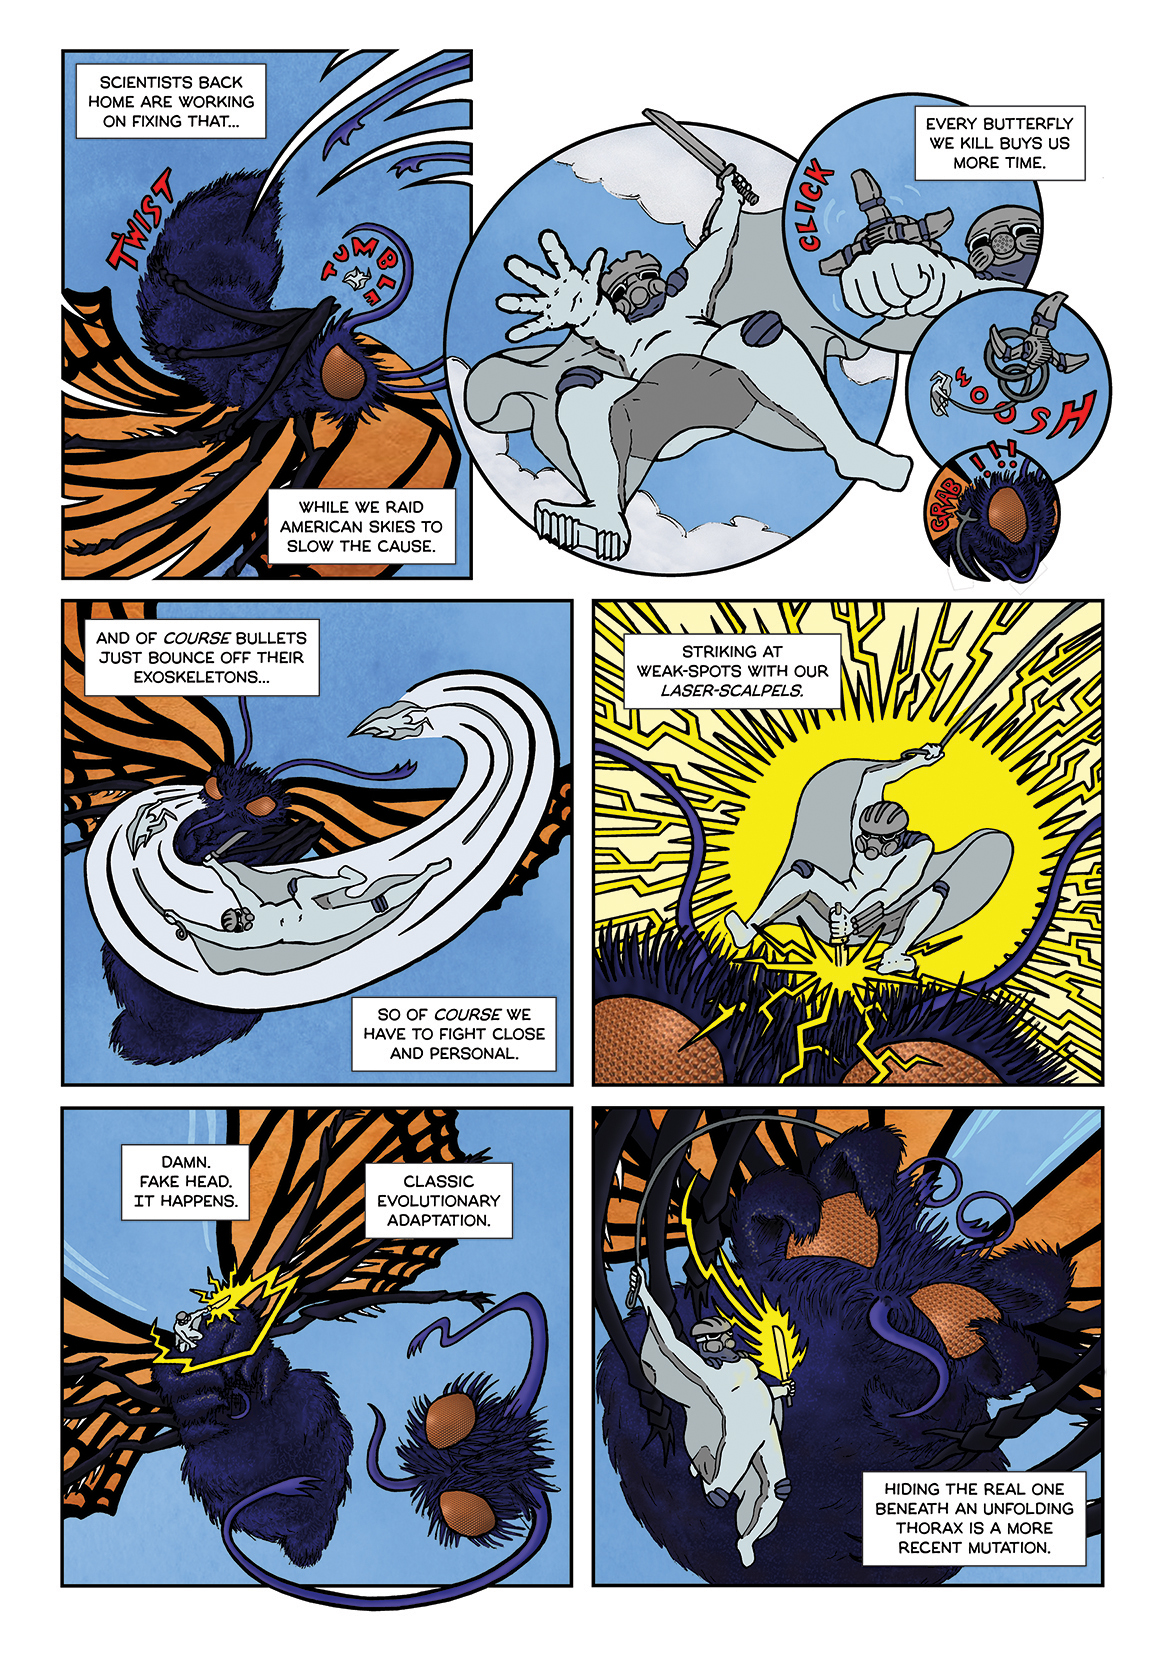 SCIENTISTS BACK
HOME ARE WORKING
ON FIXING THAT...
TWIST
TUMBLE
WHILE WE RAID
AMERICAN SKIES TO
SLOW THE CAUSE.
EVERY BUTTERFLY
WE KILL BUYS US
MORE TIME.
CLICK
WOOSH
GRAB
!!!
AND OF COURSE BULLETS
JUST BOUNCE OFF THEIR
EXOSKELETONS...
SO OF COURSE WE
HAVE TO FIGHT CLOSE
AND PERSONAL.
STRIKING AT
WEAK-SPOTS WITH OUR
LASER-SCALPELS.
DAMN.
FAKE HEAD.
IT HAPPENS.
CLASSIC
EVOLUTIONARY
ADAPTATION.
HIDING THE REAL ONE
BENEATH AN UNFOLDING
THORAX IS A MORE
RECENT MUTATION.